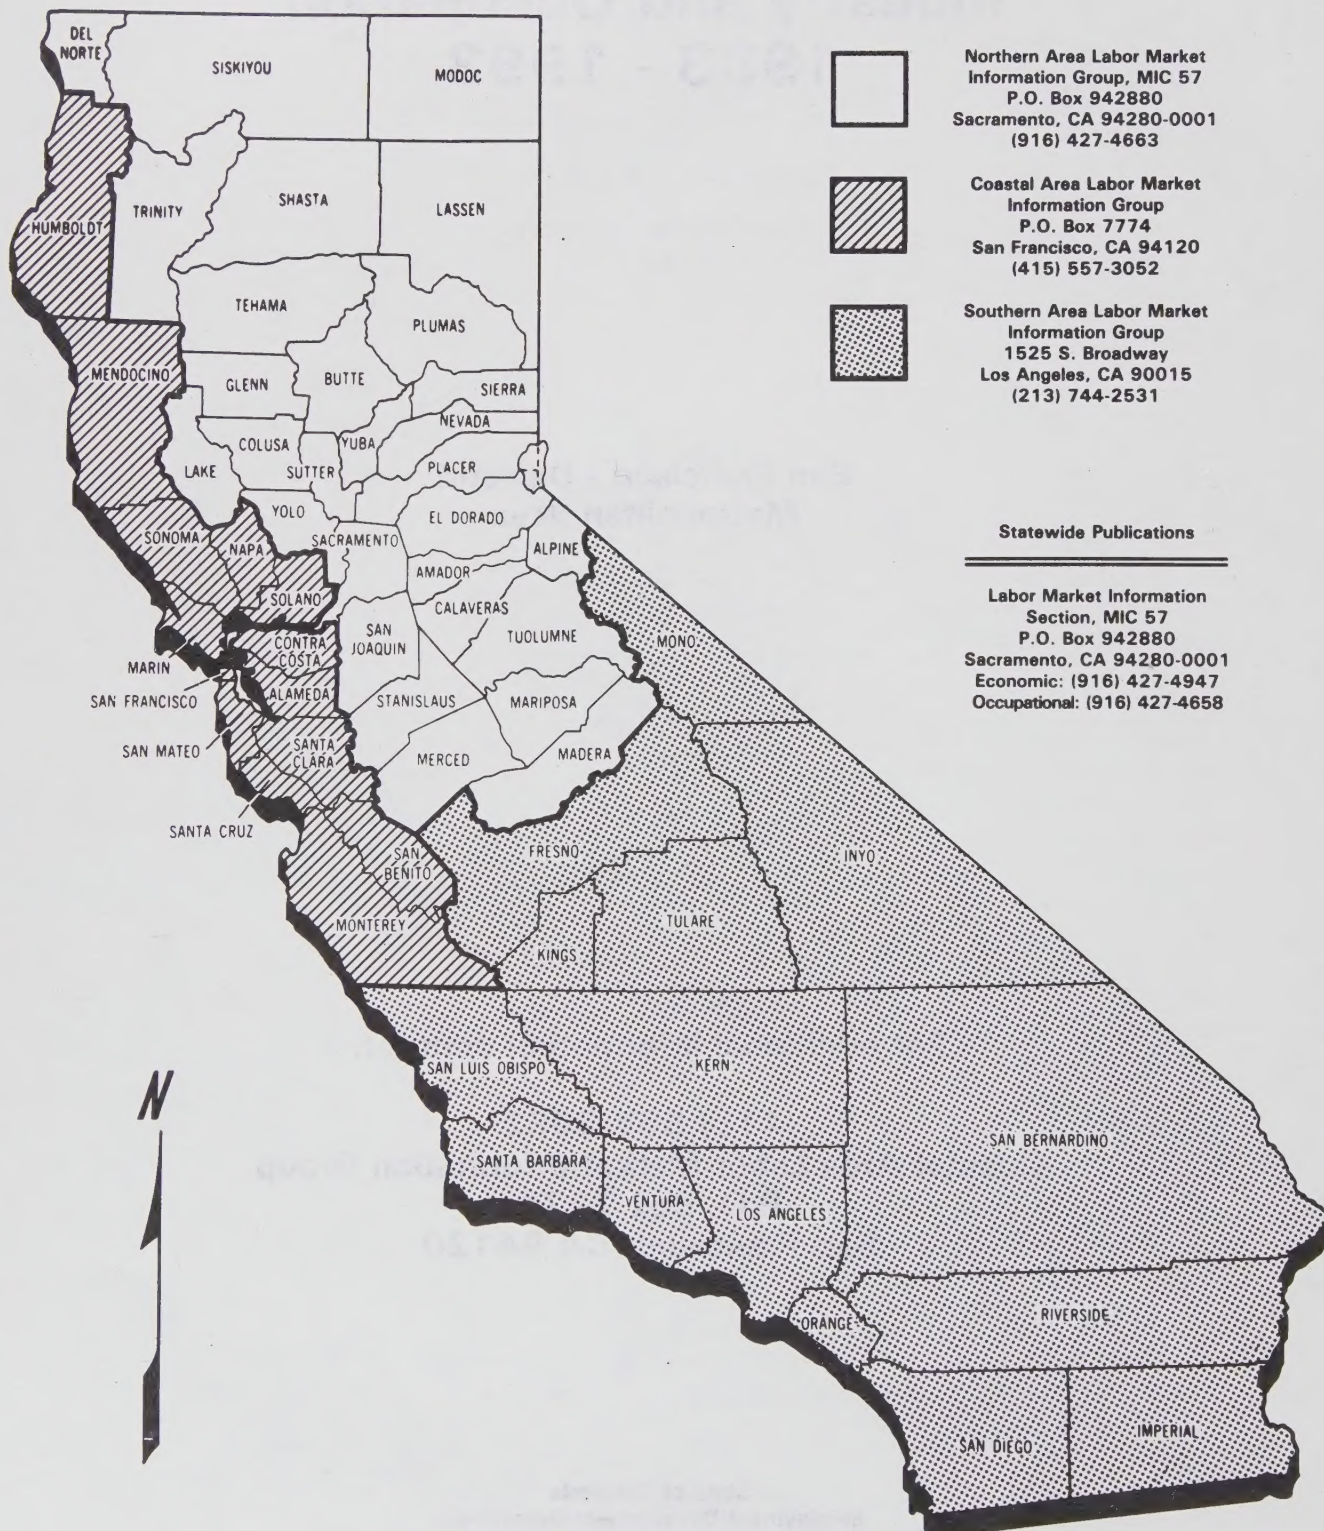 DEL
NORTE
SISKIYOU
MODOC
HUMBOLDT
TRINITY
SHASTA
LASSEN
TEHAMA
PLUMAS
MENDOCINO
GLENN
BUTTE
SIERRA
NEVADA
COLUSA
YUBA
SUTTER
LAKE
PLACER
YOLO
EL DORADO
SONOMA
NAPA
SACRAMENTO
ALPINE
AMADOR
SOLANO
CALAVERAS
SAN
JOAQUIN
TUOLUMNE
MONO
CONTRA
COSTA
MARIN
ALAMEDA
SAN FRANCISCO
STANISLAUS
MARIPOSA
SAN MATEO
SANTA
CLARA
MERCED
MADERA
SANTA CRUZ
SAN
BENITO
FRESNO
INYO
MONTEREY
TULARE
KINGS
SAN LUIS OBISPO
KERN
SAN BERNARDINO
SANTA BARBARA
VENTURA
LOS ANGELES
ORANGE
RIVERSIDE
SAN DIEGO
IMPERIAL
N
Northern Area Labor Market
Information Group, MIC 57
P.O. Box 942880
Sacramento, CA 94280-0001
(916) 427-4663
Coastal Area Labor Market
Information Group
P.O. Box 7774
San Francisco, CA 94120
(415) 557-3052
Southern Area Labor Market
Information Group
1525 S. Broadway
Los Angeles, CA 90015
(213) 744-2531
Statewide Publications
Labor Market Information
Section, MIC 57
P.O. Box 942880
Sacramento, CA 94280-0001
Economic: (916) 427-4947
Occupational: (916) 427-4658